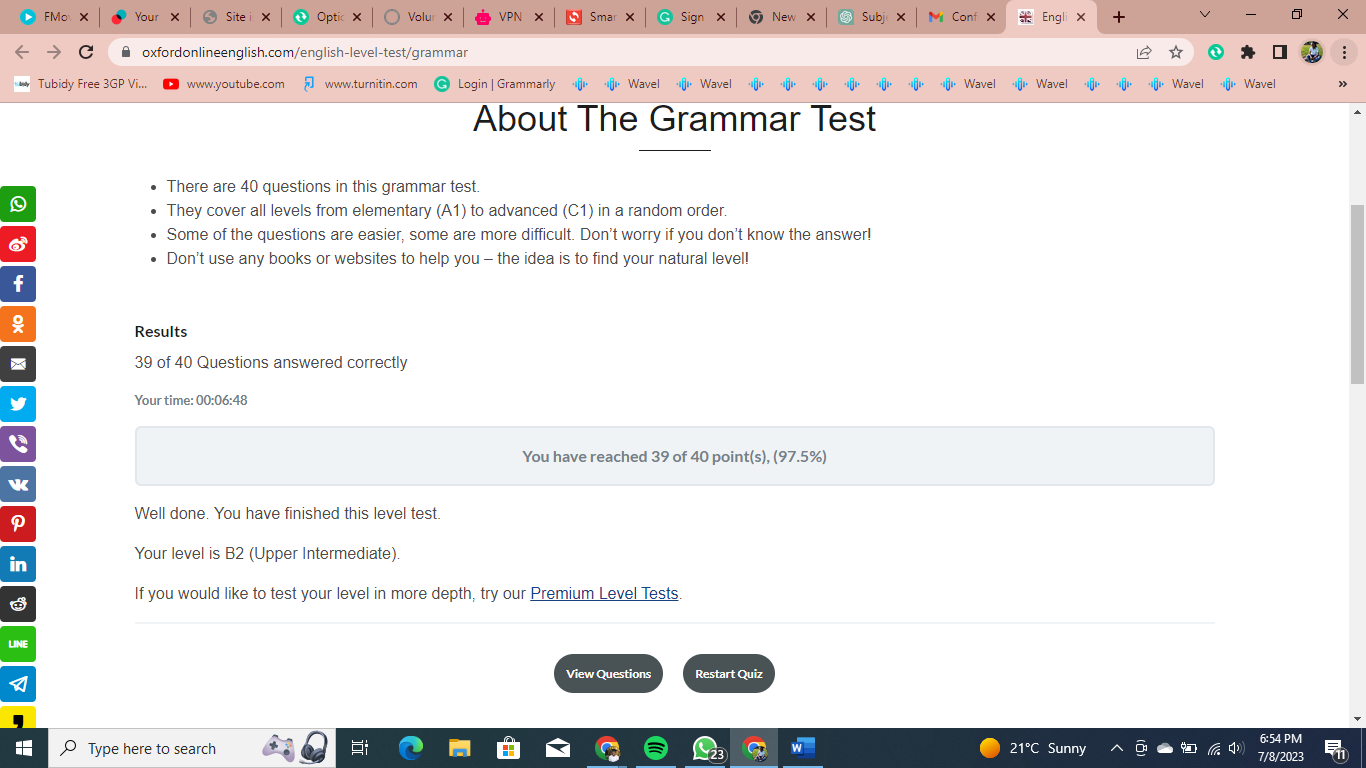 FMov
Your
Site i
Optic
Volur
VPN
Smar
Sign
New
Subje
Conf
Engli
oxfordonlineenglish.com/english-level-test/grammar
Tubidy Free 3GP Vi...
www.youtube.com
www.turnitin.com
Login | Grammarly
Wavel
Wavel
Wavel
Wavel
Wavel
Wavel
About The Grammar Test
There are 40 questions in this grammar test.
They cover all levels from elementary (A1) to advanced (C1) in a random order.
Some of the questions are easier, some are more difficult. Don’t worry if you don’t know the answer!
Don’t use any books or websites to help you – the idea is to find your natural level!
Results
39 of 40 Questions answered correctly
Your time: 00:06:48
You have reached 39 of 40 point(s), (97.5%)
Well done. You have finished this level test.
Your level is B2 (Upper Intermediate).
If you would like to test your level in more depth, try our Premium Level Tests.
View Questions
Restart Quiz
LINE
Type here to search
23
21°C Sunny
6:54 PM
7/8/2023
11